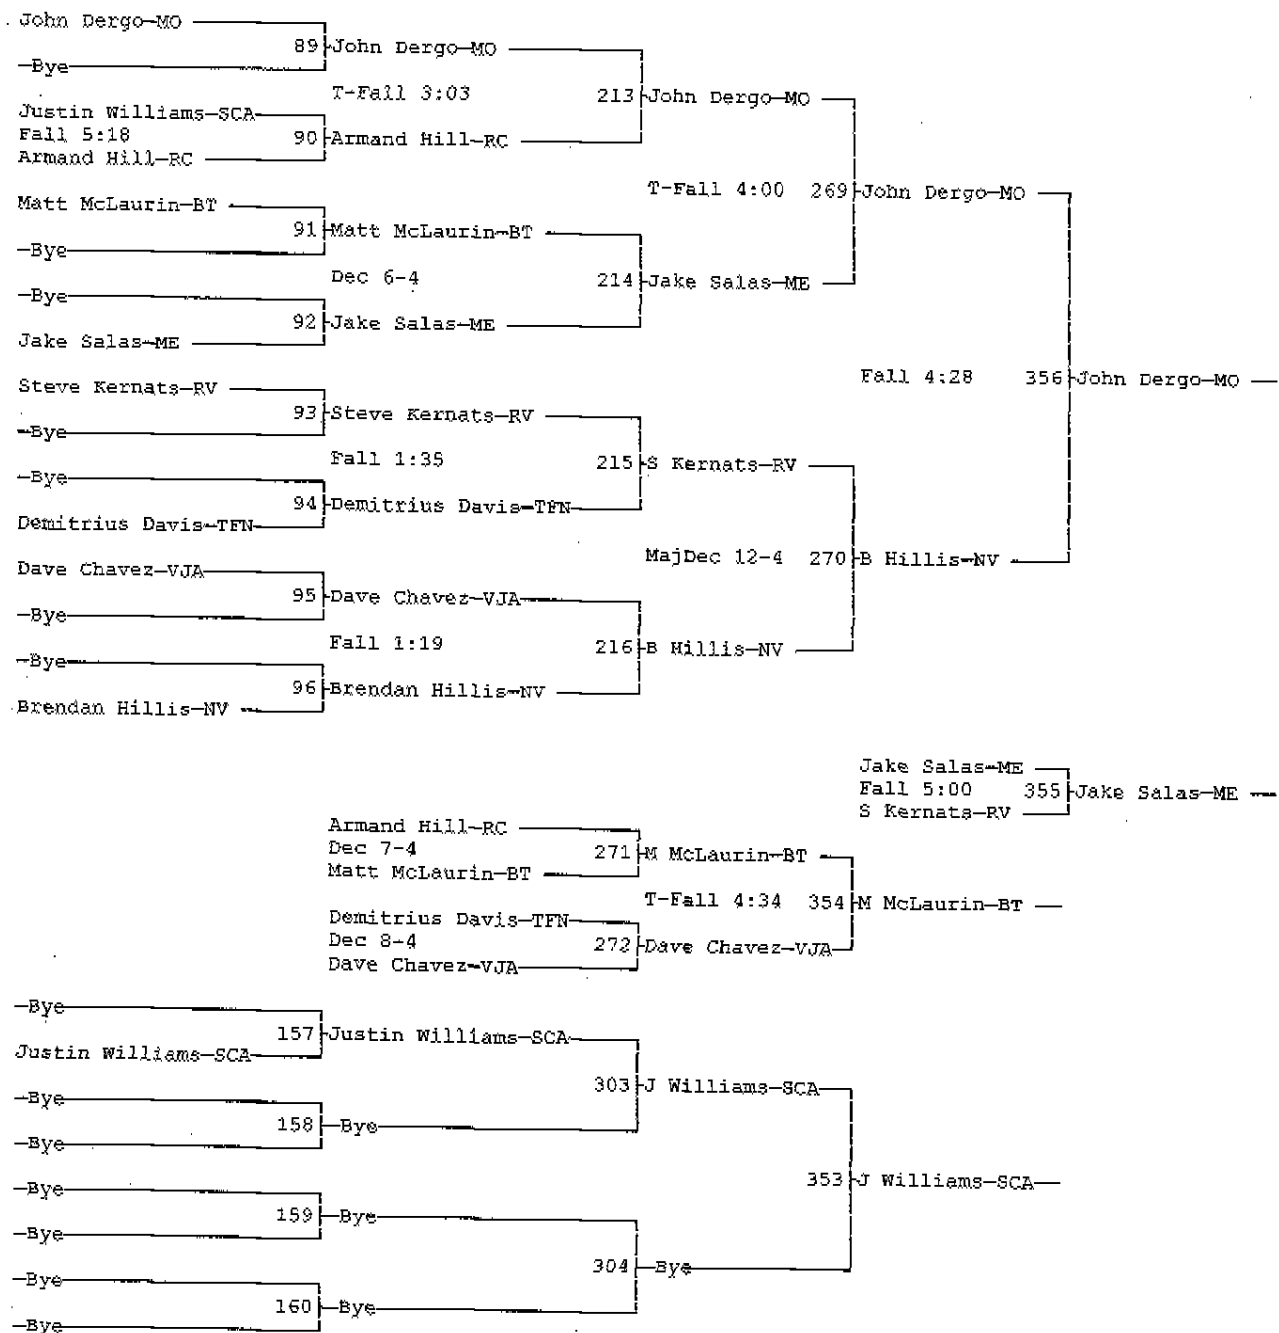 John Dergo—MO
89 John Dergo—MO
—Bye
T-Fall 3:03 213 John Dergo—MO
Justin Williams—SCA
Fall 5:18 90 Armand Hill—RC
Armand Hill—RC
T-Fall 4:00 269 John Dergo—MO
Matt McLaurin—BT
91 Matt McLaurin—BT
—Bye
Dec 6-4 214 Jake Salas—ME
—Bye
92 Jake Salas—ME
Jake Salas—ME
Fall 4:28 356 John Dergo—MO
Steve Kernats—RV
93 Steve Kernats—RV
—Bye
Fall 1:35 215 S Kernats—RV
—Bye
94 Demitrius Davis—TFN
Demitrius Davis—TFN
MajDec 12-4 270 B Hillis—NV
Dave Chavez—VJA
95 Dave Chavez—VJA
—Bye
Fall 1:19 216 B Hillis—NV
—Bye
96 Brendan Hillis—NV
Brendan Hillis—NV
Jake Salas—ME
Fall 5:00 355 Jake Salas—ME
S Kernats—RV
Armand Hill—RC
Dec 7-4 271 M McLaurin—BT
Matt McLaurin—BT
T-Fall 4:34 354 M McLaurin—BT
Demitrius Davis—TFN
Dec 8-4 272 Dave Chavez—VJA
Dave Chavez—VJA
—Bye
157 Justin Williams—SCA
Justin Williams—SCA
303 J Williams—SCA
—Bye
158 —Bye
—Bye
353 J Williams—SCA
—Bye
159 —Bye
—Bye
304 —Bye
—Bye
160 —Bye
—Bye